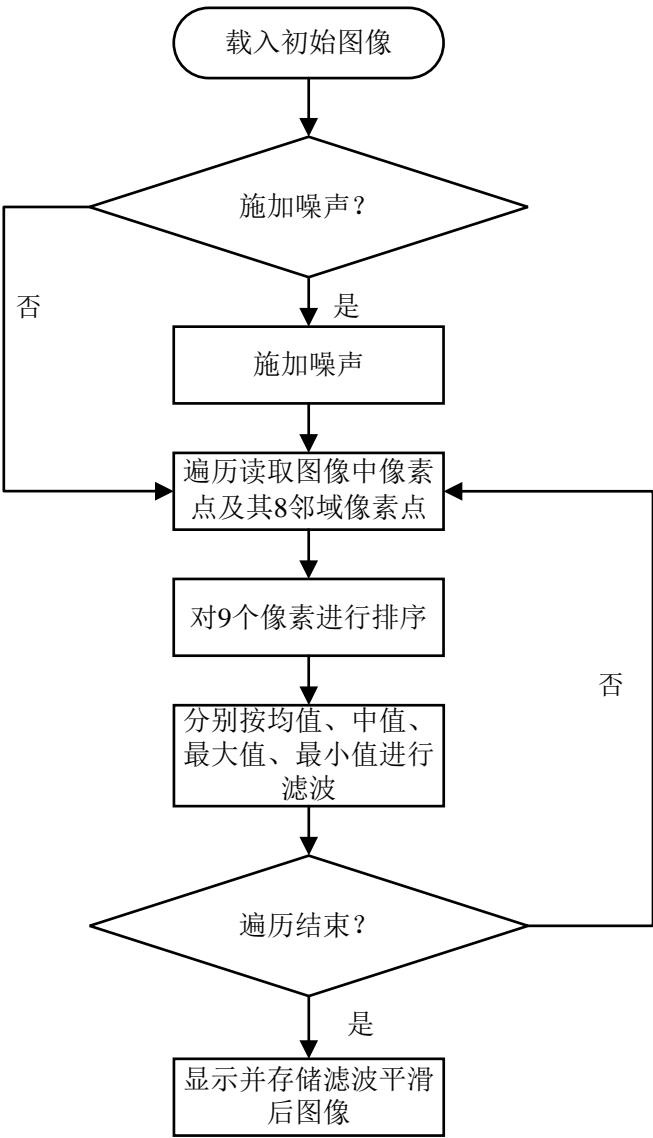 载入初始图像
施加噪声？
否
是
施加噪声
遍历读取图像中像素
点及其8邻域像素点
对9个像素进行排序
否
分别按均值、中值、
最大值、最小值进行
滤波
遍历结束？
是
显示并存储滤波平滑
后图像